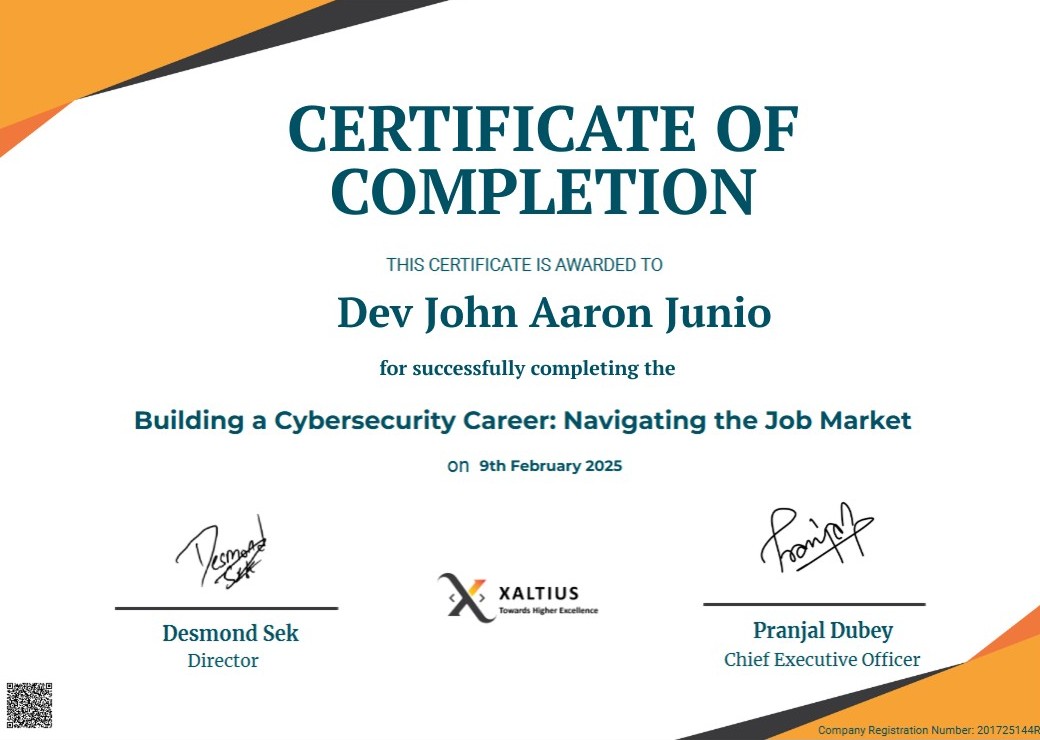 CERTIFICATE OF
COMPLETION
THIS CERTIFICATE IS AWARDED TO
Dev John Aaron Junio
for successfully completing the
Building a Cybersecurity Career: Navigating the Job Market
on 9th February 2025
Desmond
Sek
Pranjal
XALTIUS
Towards Higher Excellence
Desmond Sek
Director
Pranjal Dubey
Chief Executive Officer
Company Registration Number: 201725144R